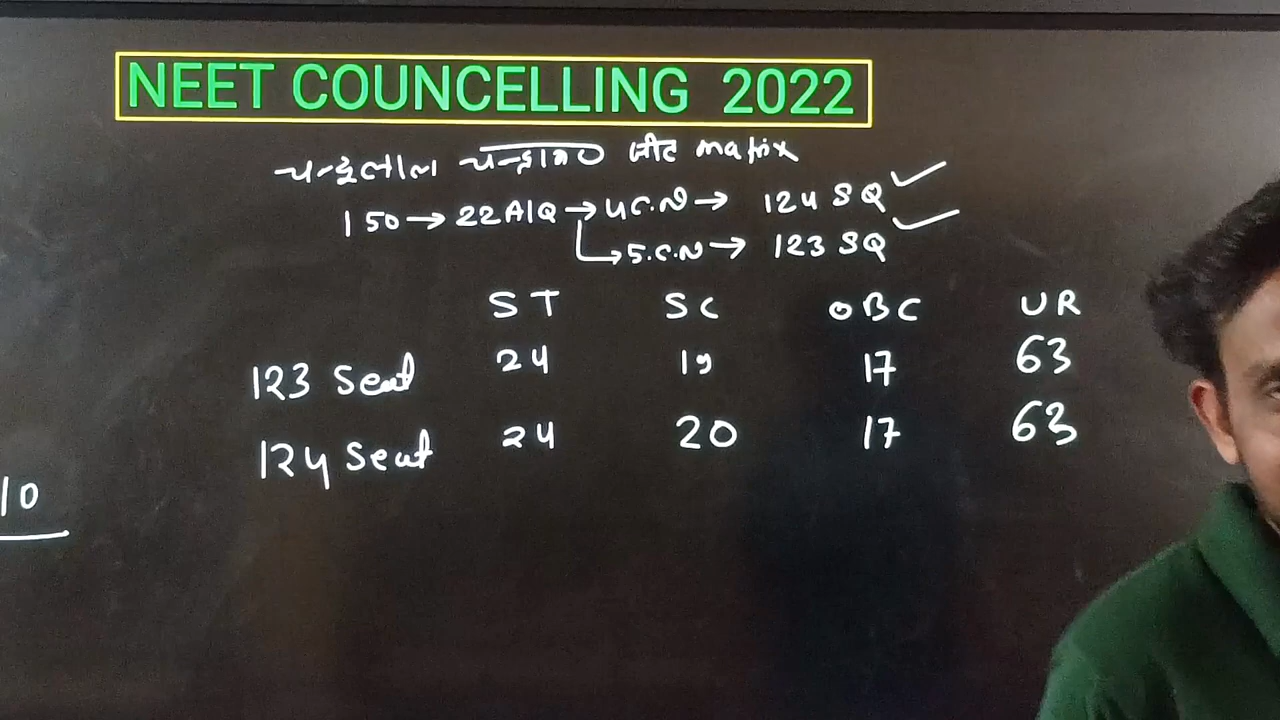 NEET COUNCELLING 2022
सीट matrix
150 → 22 AIQ → 4 C.N → 124 SQ ✓
→ 5.C.N → 123 SQ ✓
ST SC OBC UR
123 Seat 24 19 17 63
124 Seat 24 20 17 63
10